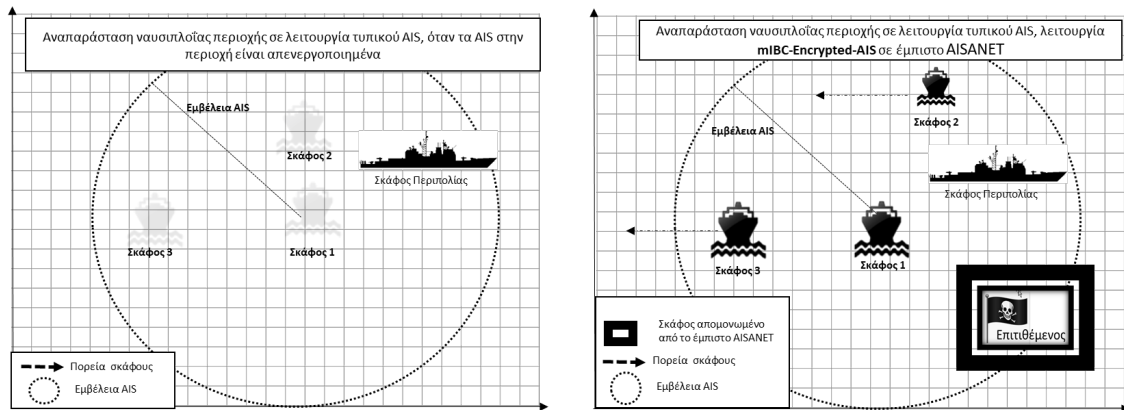 Αναπαράσταση ναυσιπλοΐας περιοχής σε λειτουργία τυπικού AIS, όταν τα AIS στην
περιοχή είναι απενεργοποιημένα
Εμβέλεια AIS
Σκάφος 2
Σκάφος Περιπολίας
Σκάφος 3
Σκάφος 1
Πορεία σκάφους
Εμβέλεια AIS
Αναπαράσταση ναυσιπλοΐας περιοχής σε λειτουργία τυπικού AIS, λειτουργία
mIBC-Encrypted-AIS σε έμπιστο AISANET
Σκάφος 2
Εμβέλεια AIS
Σκάφος Περιπολίας
Σκάφος 3
Σκάφος 1
Επιτιθέμενος
Σκάφος απομονωμένο
από το έμπιστο AISANET
Πορεία σκάφους
Εμβέλεια AIS